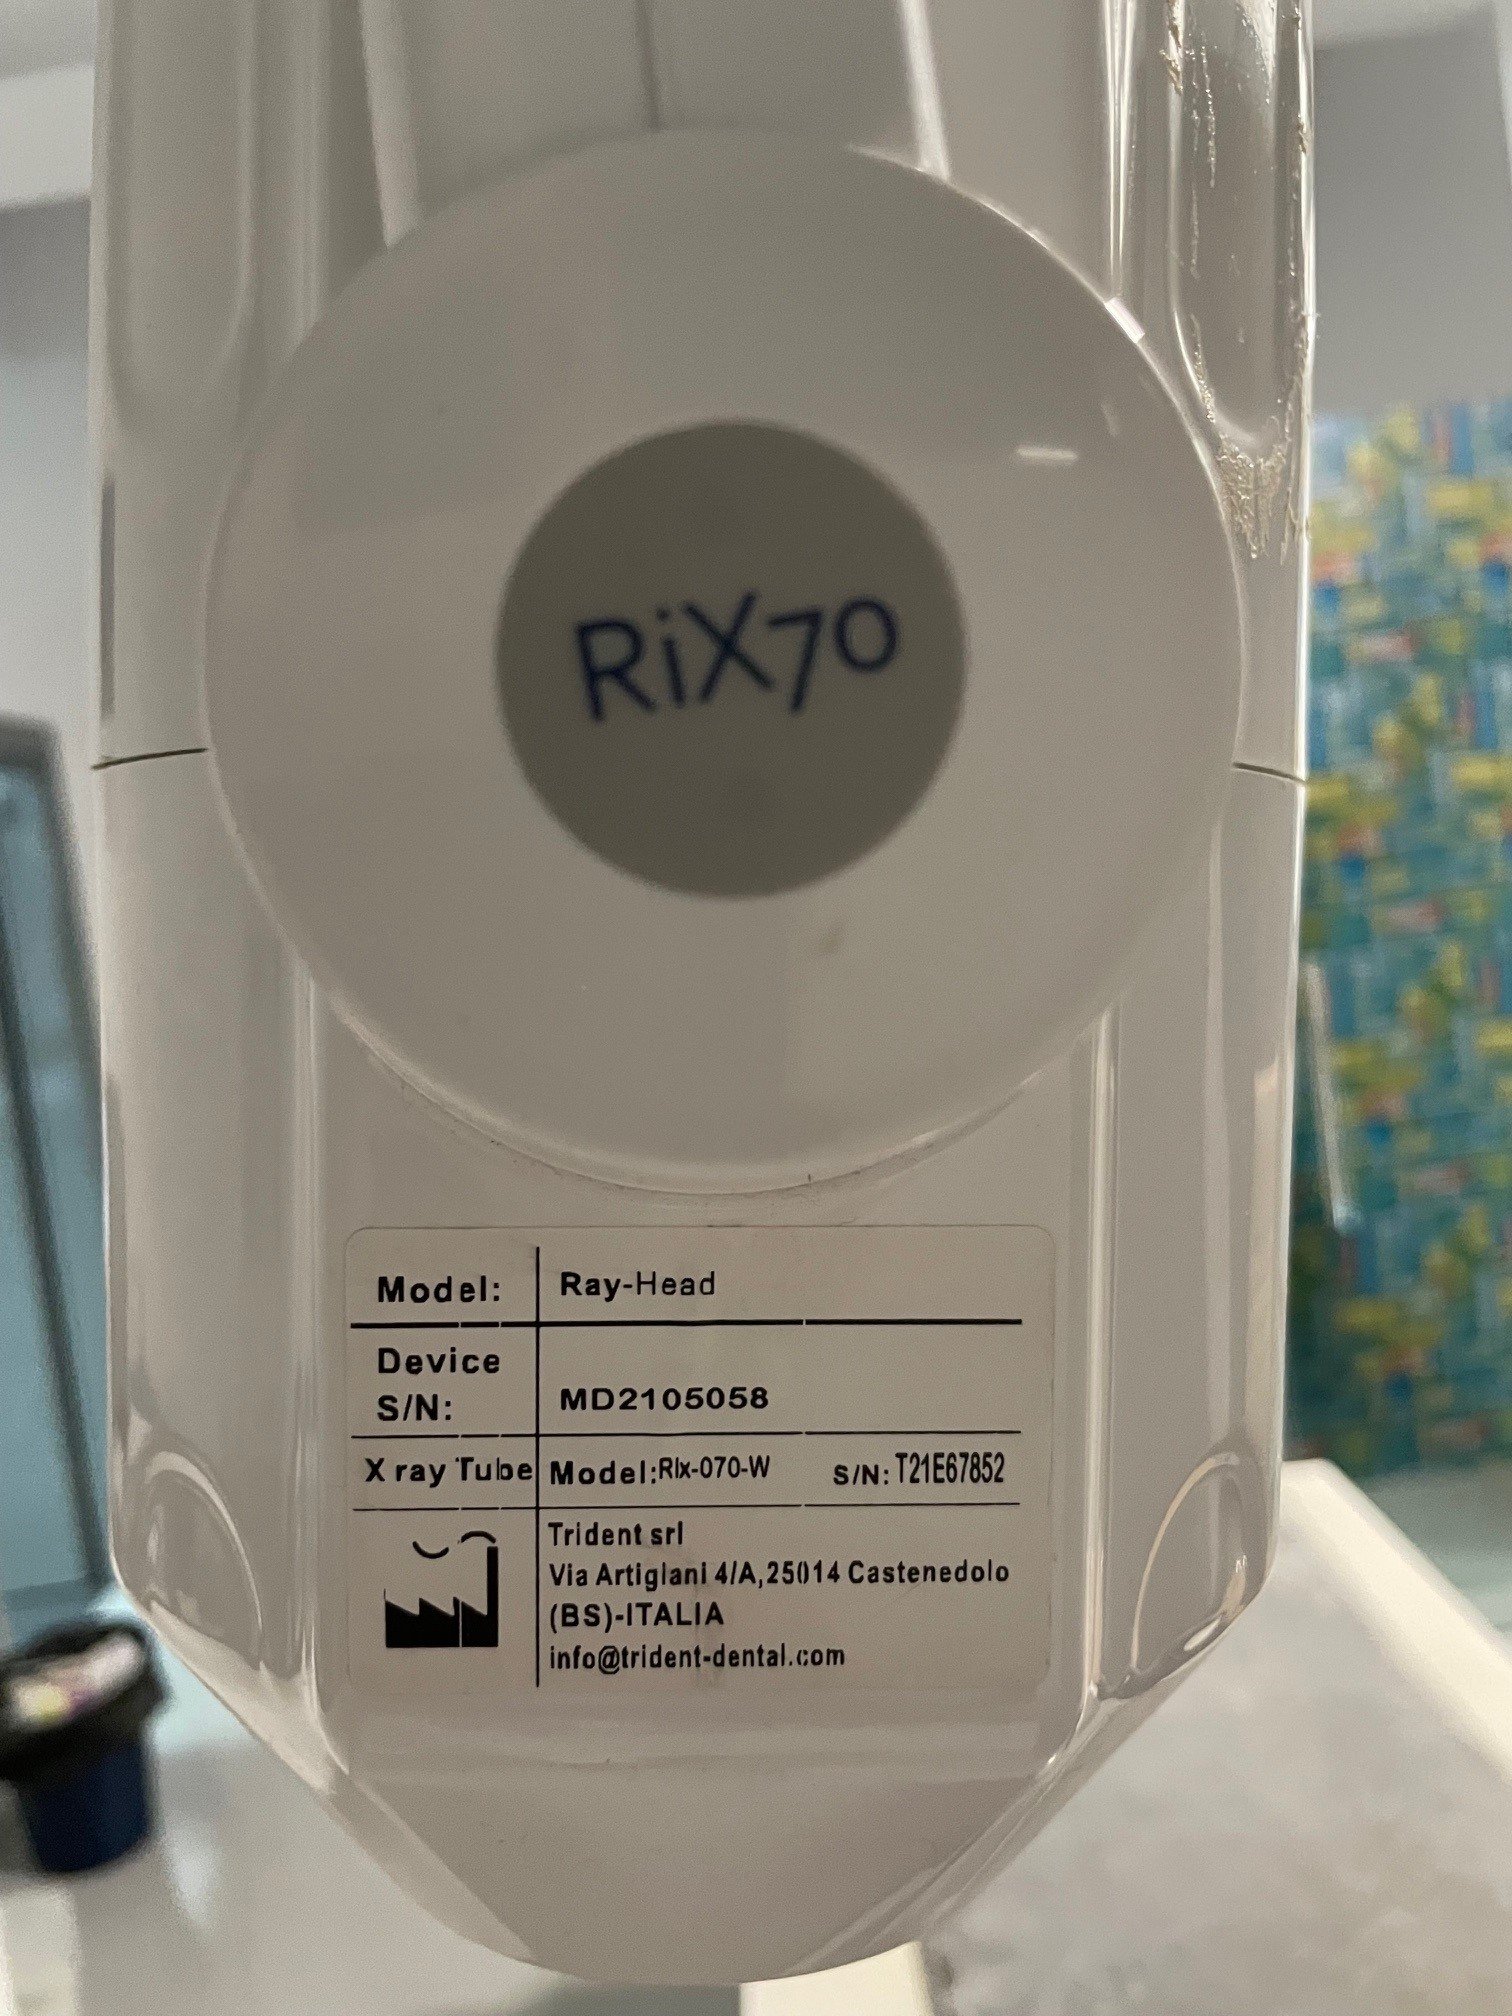 RiX70
Model: Ray-Head
Device
S/N: MD2105058
X ray Tube Model:RIx-070-W S/N: T21E67852
Trident srl
Via Artigiani 4/A,25014 Castenedolo
(BS)-ITALIA
info@trident-dental.com